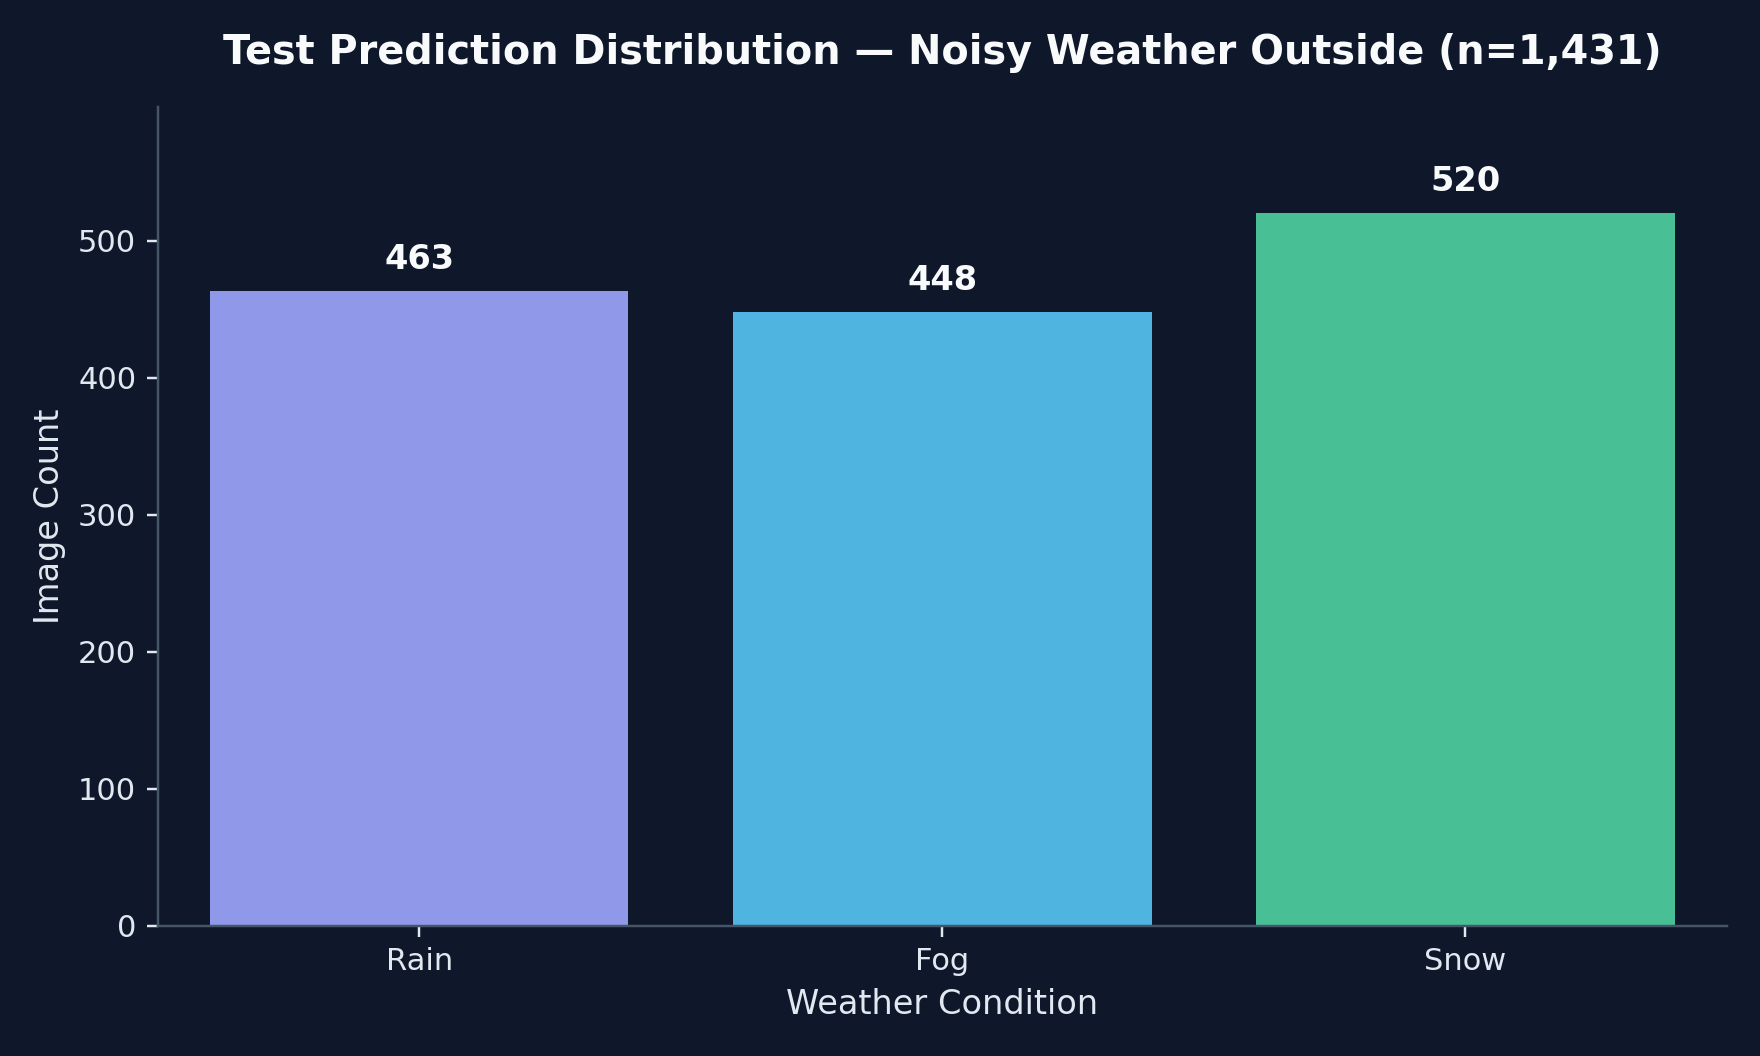 Test Prediction Distribution — Noisy Weather Outside (n=1,431)
520
463
448
500
400
300
200
100
0
Image Count
Rain Fog Snow
Weather Condition